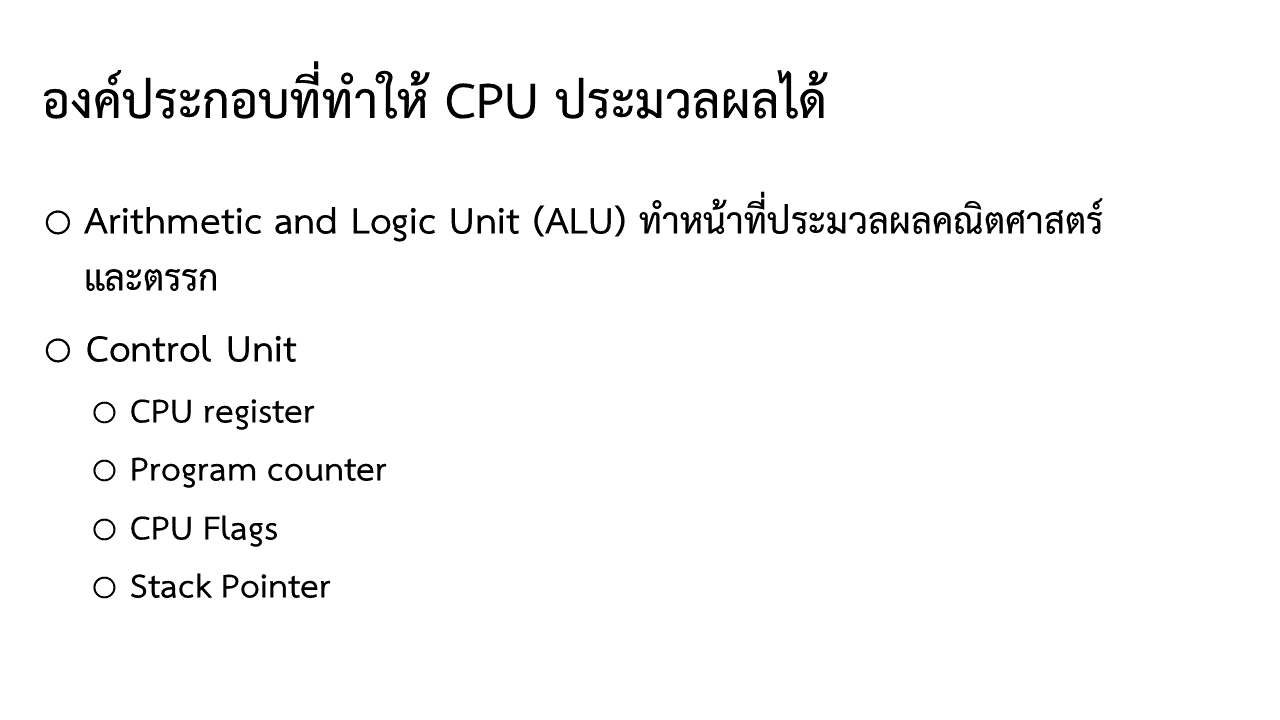 องค์ประกอบที่ทำให้ CPU ประมวลผลได้
Arithmetic and Logic Unit (ALU) ทำหน้าที่ประมวลผลคณิตศาสตร์
และตรรก
Control Unit
CPU register
Program counter
CPU Flags
Stack Pointer